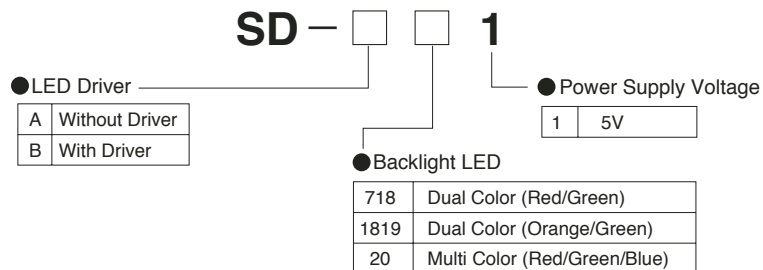 SD – □ □ 1
●LED Driver
A Without Driver
B With Driver
●Power Supply Voltage
1 5V
●Backlight LED
718 Dual Color (Red/Green)
1819 Dual Color (Orange/Green)
20 Multi Color (Red/Green/Blue)